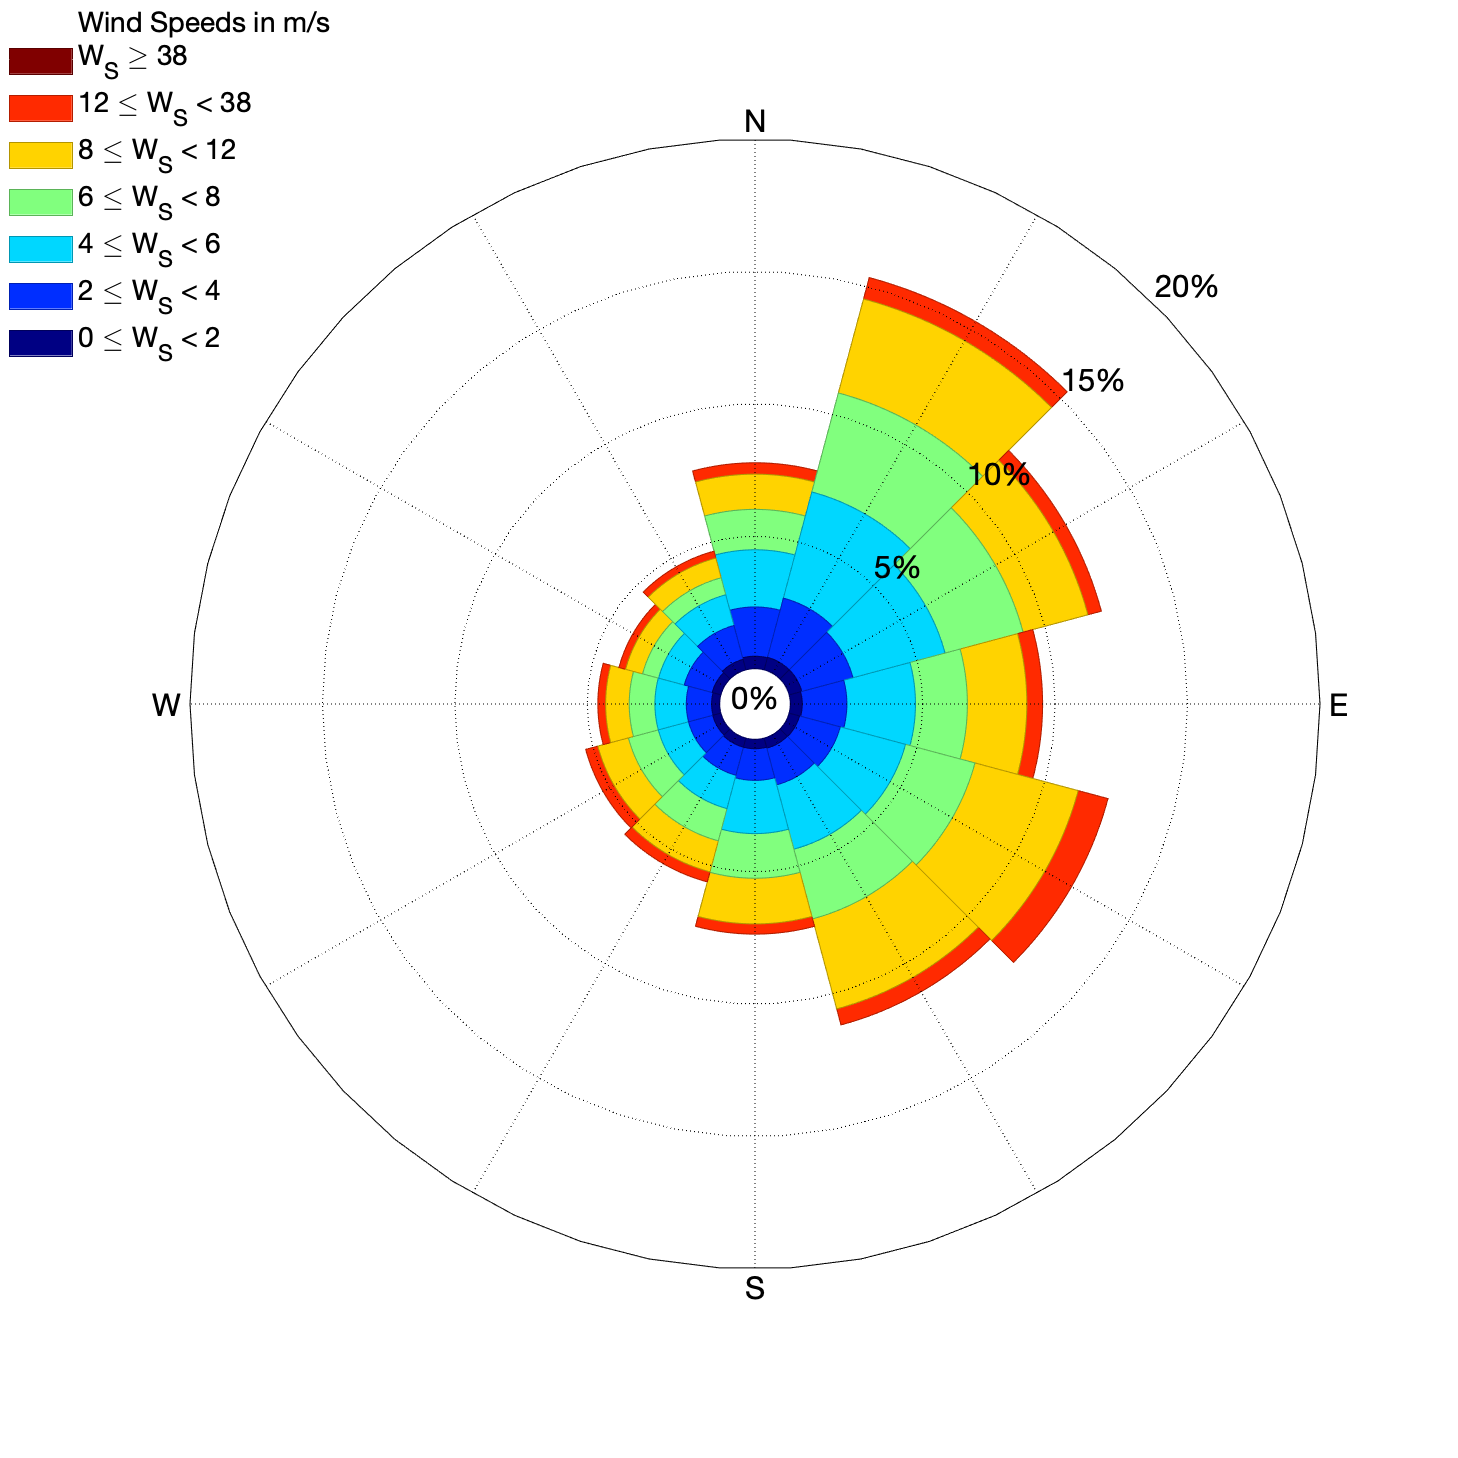 Wind Speeds in m/s
W_S ≥ 38
12 ≤ W_S < 38
8 ≤ W_S < 12
6 ≤ W_S < 8
4 ≤ W_S < 6
2 ≤ W_S < 4
0 ≤ W_S < 2
N
20%
15%
10%
5%
0%
W
E
S